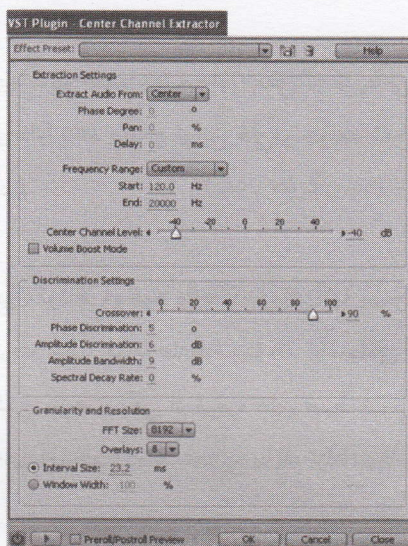 VST Plugin - Center Channel Extractor
Effect Preset: Help
Extraction Settings
Extract Audio From: Center
Phase Degree: 0 °
Pan: 0 %
Delay: 0 ms
Frequency Range: Custom
Start: 120.0 Hz
End: 20000 Hz
-40 -20 0 20 40
Center Channel Level: -40 dB
Volume Boost Mode
Discrimination Settings
0 20 40 60 80 100
Crossover: 90 %
Phase Discrimination: 5 °
Amplitude Discrimination: 6 dB
Amplitude Bandwidth: 9 dB
Spectral Decay Rate: 0 %
Granularity and Resolution
FFT Size: 8192
Overlays: 8
Interval Size: 23.2 ms
Window Width: 100 %
Preroll/Postroll Preview OK Cancel Close